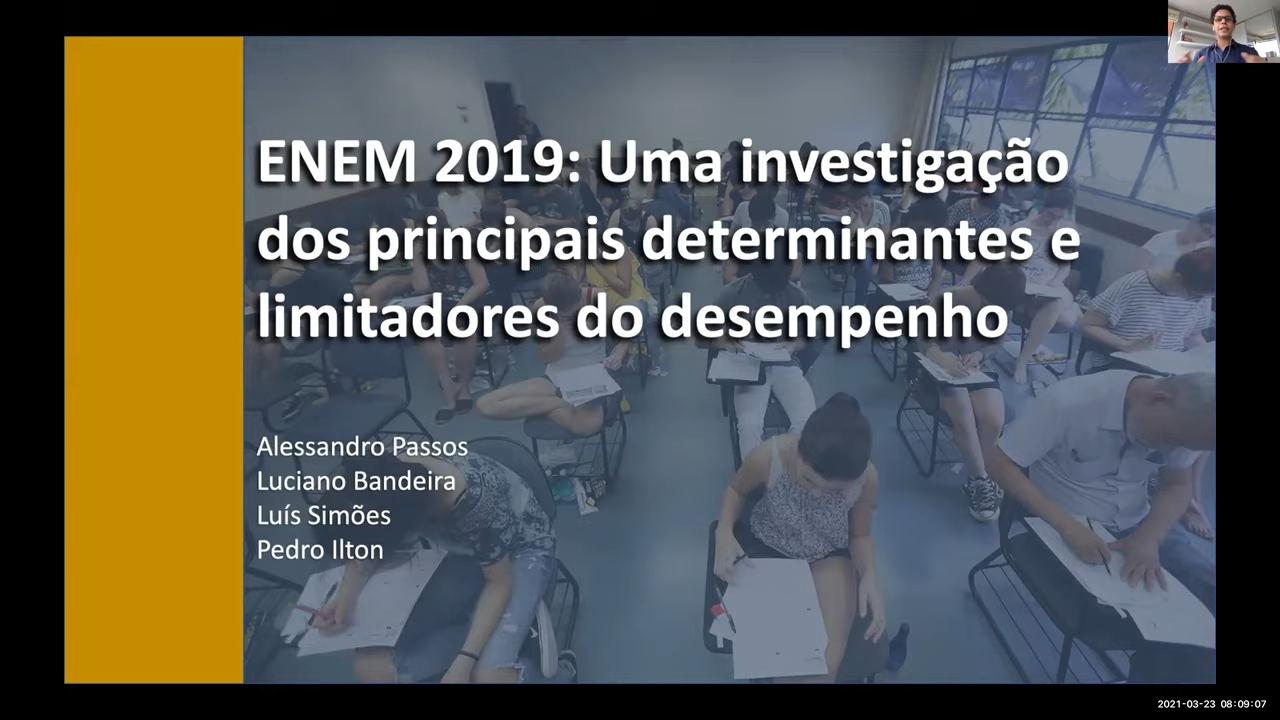 ENEM 2019: Uma investigação
dos principais determinantes e
limitadores do desempenho
Alessandro Passos
Luciano Bandeira
Luís Simões
Pedro Ilton
2021-03-23 08:09:07